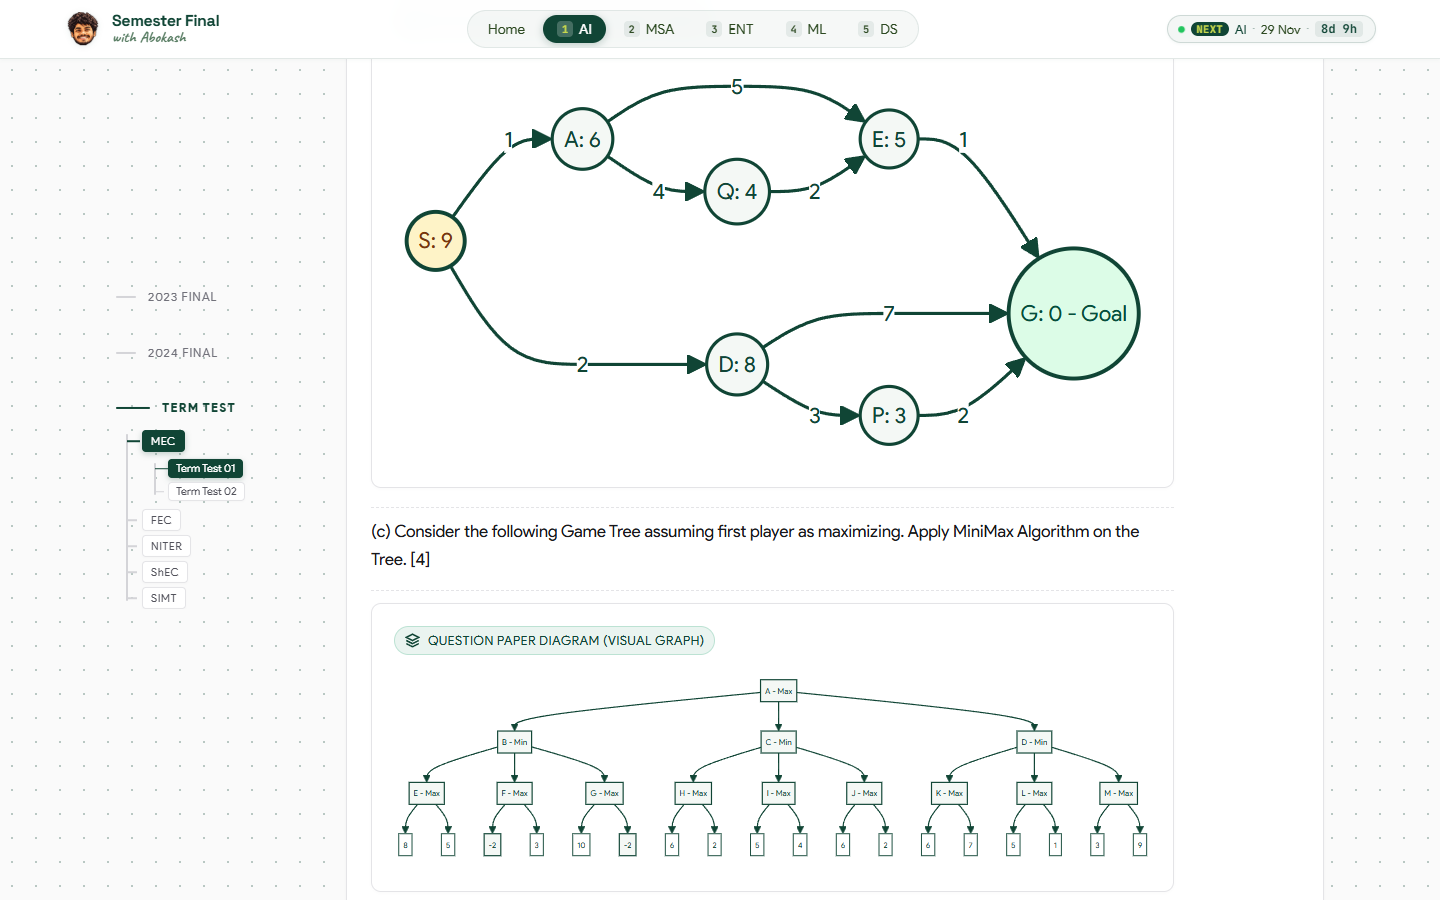 Semester Final
with Abokash
Home
1 AI
2 MSA
3 ENT
4 ML
5 DS
NEXT AI · 29 Nov · 8d 9h
2023 FINAL
2024 FINAL
TERM TEST
MEC
Term Test 01
Term Test 02
FEC
NITER
ShEC
SIMT
5
1
A: 6
E: 5
1
4
Q: 4
2
S: 9
7
G: 0 - Goal
2
D: 8
3
P: 3
2
(c) Consider the following Game Tree assuming first player as maximizing. Apply MiniMax Algorithm on the
Tree. [4]
QUESTION PAPER DIAGRAM (VISUAL GRAPH)
A - Max
B - Min
C - Min
D - Min
E - Max
F - Max
G - Max
H - Max
I - Max
J - Max
K - Max
L - Max
M - Max
8
5
-2
3
10
-2
6
2
5
4
6
2
6
7
5
1
3
9